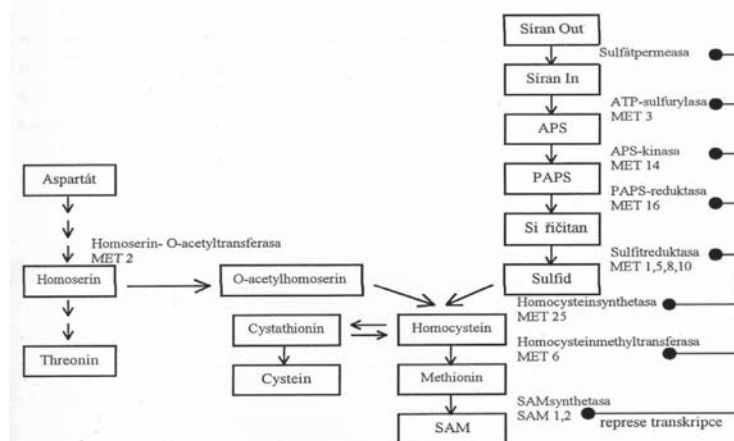 Síran Out
Sulfátpermeasa
Síran In
ATP-sulfurylasa
MET 3
APS
APS-kinasa
MET 14
Aspartát
PAPS
PAPS-reduktasa
MET 16
Si řičitan
Homoserin- O-acetyltransferasa
MET 2
Sulfitreduktasa
MET 1,5,8,10
Homoserin
O-acetylhomoserin
Sulfid
Homocysteinsynthetasa
MET 25
Cystathionin
Homocystein
Homocysteinmethyltransferasa
MET 6
Threonin
Cystein
Methionin
SAMsynthetasa
SAM 1,2
SAM
represe transkripce